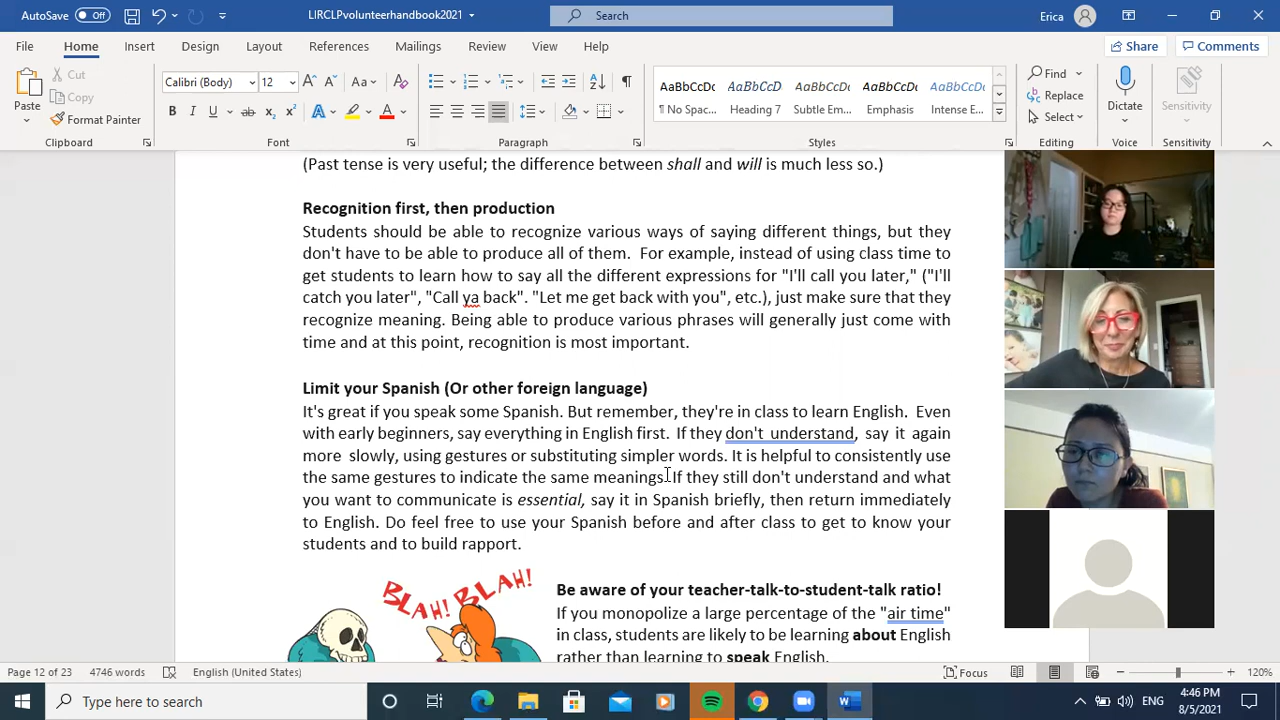 AutoSave Off LIRCLPvolunteerhandbook2021 Search Erica
File Home Insert Design Layout References Mailings Review View Help Share Comments
Paste Cut Copy Format Painter
Calibri (Body) 12
AaBbCcDc AaBbCcD AaBbCcDc AaBbCcDc AaBbCcDc
¶ No Spac... Heading 7 Subtle Em... Emphasis Intense E...
Find Replace Select Dictate Sensitivity
Clipboard Font Paragraph Styles Editing Voice Sensitivity
(Past tense is very useful; the difference between shall and will is much less so.)
Recognition first, then production
Students should be able to recognize various ways of saying different things, but they
don't have to be able to produce all of them. For example, instead of using class time to
get students to learn how to say all the different expressions for "I'll call you later," ("I'll
catch you later", "Call ya back". "Let me get back with you", etc.), just make sure that they
recognize meaning. Being able to produce various phrases will generally just come with
time and at this point, recognition is most important.
Limit your Spanish (Or other foreign language)
It's great if you speak some Spanish. But remember, they're in class to learn English. Even
with early beginners, say everything in English first. If they don't understand, say it again
more slowly, using gestures or substituting simpler words. It is helpful to consistently use
the same gestures to indicate the same meanings. If they still don't understand and what
you want to communicate is essential, say it in Spanish briefly, then return immediately
to English. Do feel free to use your Spanish before and after class to get to know your
students and to build rapport.
BLAH! BLAH!
Be aware of your teacher-talk-to-student-talk ratio!
If you monopolize a large percentage of the "air time"
in class, students are likely to be learning about English
rather than learning to speak English.
Page 12 of 23 4746 words English (United States) Focus 120%
Type here to search ENG 4:46 PM
8/5/2021